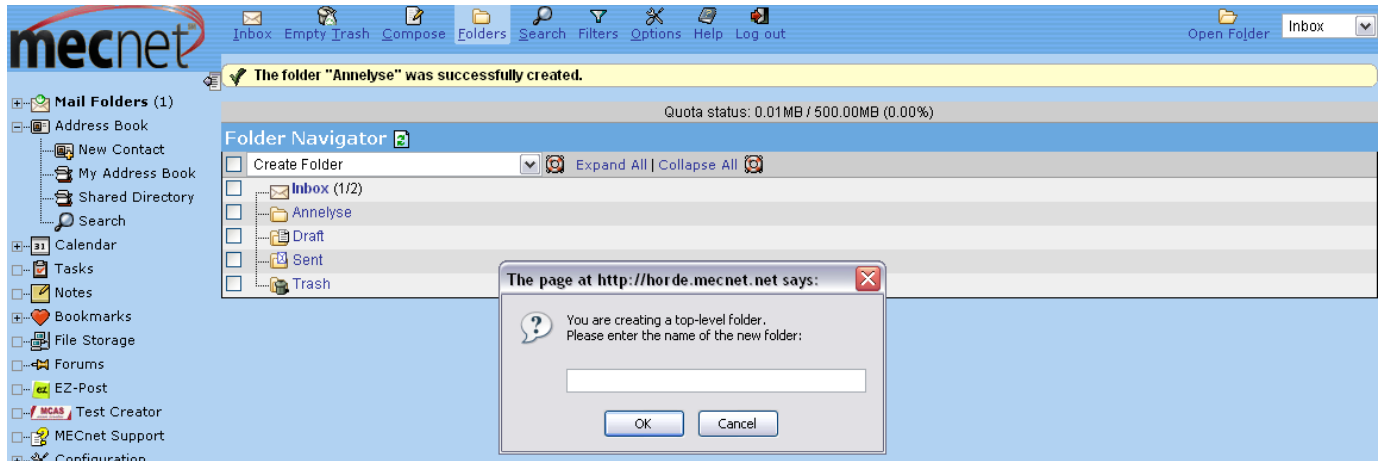 mecnet
Inbox Empty Trash Compose Folders Search Filters Options Help Log out
Open Folder Inbox
The folder "Annelyse" was successfully created.
Quota status: 0.01MB / 500.00MB (0.00%)
Folder Navigator
Create Folder Expand All | Collapse All
Inbox (1/2)
Annelyse
Draft
Sent
Trash
Mail Folders (1)
Address Book
New Contact
My Address Book
Shared Directory
Search
31 Calendar
Tasks
Notes
Bookmarks
File Storage
Forums
ez EZ-Post
MCAS Test Creator
MECnet Support
Configuration
The page at http://horde.mecnet.net says:
You are creating a top-level folder.
Please enter the name of the new folder:
OK Cancel